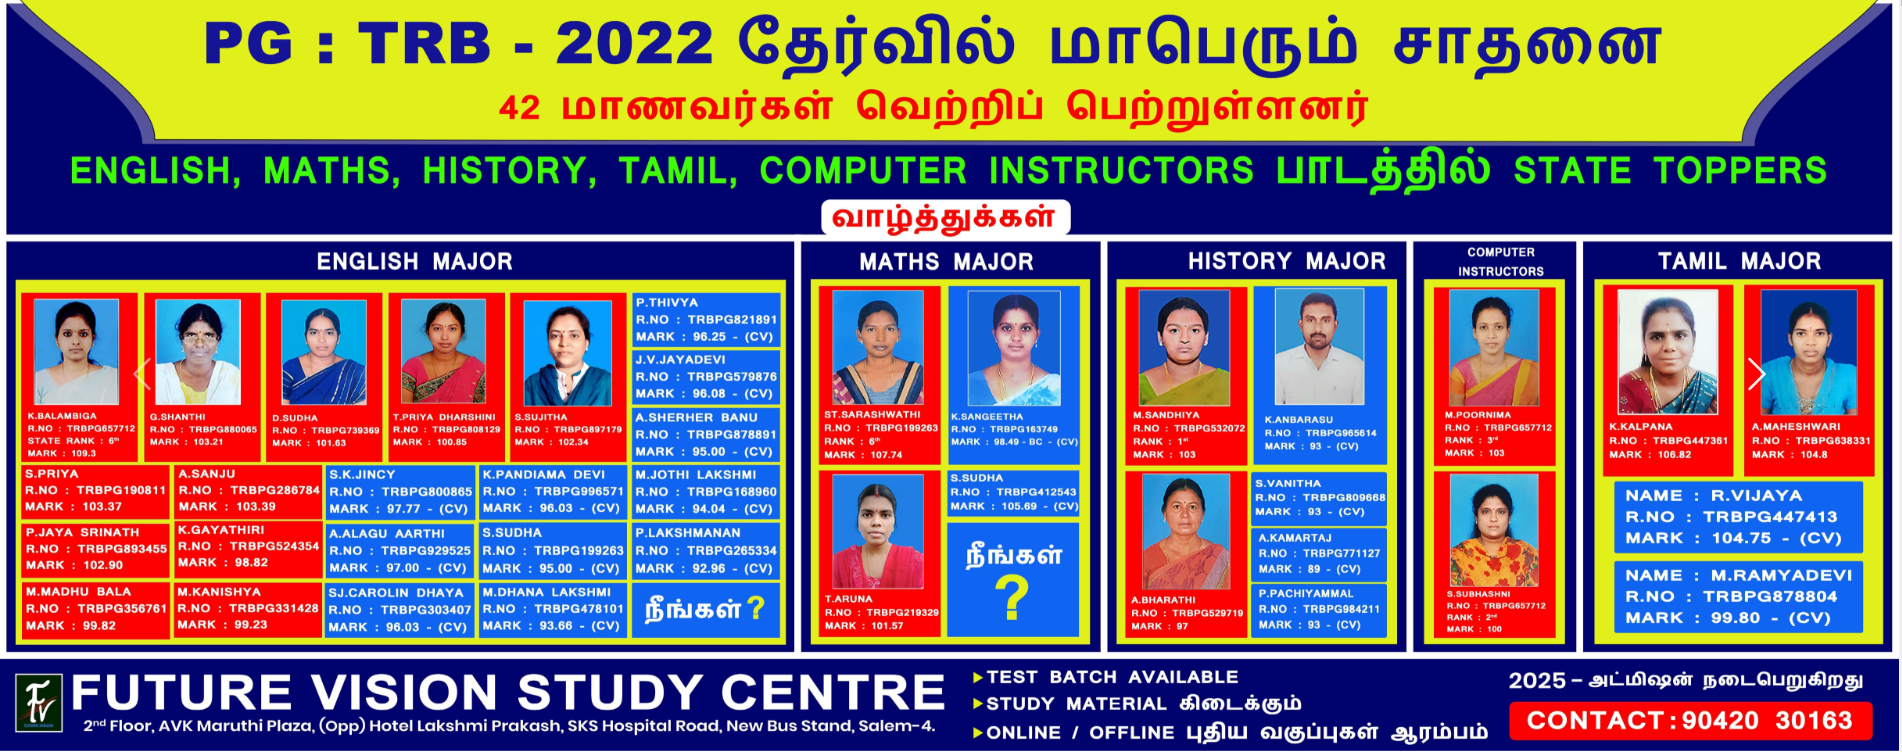 PG : TRB - 2022 தேர்வில் மாபெரும் சாதனை
42 மாணவர்கள் வெற்றிப் பெற்றுள்ளனர்
ENGLISH, MATHS, HISTORY, TAMIL, COMPUTER INSTRUCTORS பாடத்தில் STATE TOPPERS
வாழ்த்துக்கள்
ENGLISH MAJOR
K.BALAMBIGA
R.NO : TRBPG657712
STATE RANK : 6th
MARK : 109.3
G.SHANTHI
R.NO : TRBPG880065
MARK : 103.21
D.SUDHA
R.NO : TRBPG739369
MARK : 101.63
T.PRIYA DHARSHINI
R.NO : TRBPG808129
MARK : 100.85
S.SUJITHA
R.NO : TRBPG897179
MARK : 102.34
P.THIVYA
R.NO : TRBPG821891
MARK : 96.25 - (CV)
J.V.JAYADEVI
R.NO : TRBPG579876
MARK : 96.08 - (CV)
A.SHERHER BANU
R.NO : TRBPG878891
MARK : 95.00 - (CV)
S.PRIYA
R.NO : TRBPG190811
MARK : 103.37
A.SANJU
R.NO : TRBPG286784
MARK : 103.39
S.K.JINCY
R.NO : TRBPG800865
MARK : 97.77 - (CV)
K.PANDIAMA DEVI
R.NO : TRBPG996571
MARK : 96.03 - (CV)
M.JOTHI LAKSHMI
R.NO : TRBPG168960
MARK : 94.04 - (CV)
P.JAYA SRINATH
R.NO : TRBPG893455
MARK : 102.90
K.GAYATHIRI
R.NO : TRBPG524354
MARK : 98.82
A.ALAGU AARTHI
R.NO : TRBPG929525
MARK : 97.00 - (CV)
S.SUDHA
R.NO : TRBPG199263
MARK : 95.00 - (CV)
P.LAKSHMANAN
R.NO : TRBPG265334
MARK : 92.96 - (CV)
M.MADHU BALA
R.NO : TRBPG356761
MARK : 99.82
M.KANISHYA
R.NO : TRBPG331428
MARK : 99.23
SJ.CAROLIN DHAYA
R.NO : TRBPG303407
MARK : 96.03 - (CV)
M.DHANA LAKSHMI
R.NO : TRBPG478101
MARK : 93.66 - (CV)
நீங்கள் ?
MATHS MAJOR
ST.SARASHWATHI
R.NO : TRBPG199263
RANK : 6th
MARK : 107.74
K.SANGEETHA
R.NO : TRBPG163749
MARK : 98.49 - BC - (CV)
T.ARUNA
R.NO : TRBPG219329
MARK : 101.57
S.SUDHA
R.NO : TRBPG412543
MARK : 105.69 - (CV)
நீங்கள்
?
HISTORY MAJOR
M.SANDHIYA
R.NO : TRBPG532072
RANK : 1st
MARK : 103
K.ANBARASU
R.NO : TRBPG965614
MARK : 93 - (CV)
A.BHARATHI
R.NO : TRBPG529719
MARK : 97
S.VANITHA
R.NO : TRBPG809668
MARK : 93 - (CV)
A.KAMARTAJ
R.NO : TRBPG771127
MARK : 89 - (CV)
P.PACHIYAMMAL
R.NO : TRBPG984211
MARK : 93 - (CV)
COMPUTER
INSTRUCTORS
M.POORNIMA
R.NO : TRBPG657712
RANK : 3rd
MARK : 103
S.SUBHASHNI
R.NO : TRBPG657712
RANK : 2nd
MARK : 100
TAMIL MAJOR
K.KALPANA
R.NO : TRBPG447361
MARK : 106.82
A.MAHESHWARI
R.NO : TRBPG638331
MARK : 104.8
NAME : R.VIJAYA
R.NO : TRBPG447413
MARK : 104.75 - (CV)
NAME : M.RAMYADEVI
R.NO : TRBPG878804
MARK : 99.80 - (CV)
FUTURE VISION STUDY CENTRE
2nd Floor, AVK Maruthi Plaza, (Opp) Hotel Lakshmi Prakash, SKS Hospital Road, New Bus Stand, Salem-4.
TEST BATCH AVAILABLE
STUDY MATERIAL கிடைக்கும்
ONLINE / OFFLINE புதிய வகுப்புகள் ஆரம்பம்
2025 – அட்மிஷன் நடைபெறுகிறது
CONTACT : 90420 30163